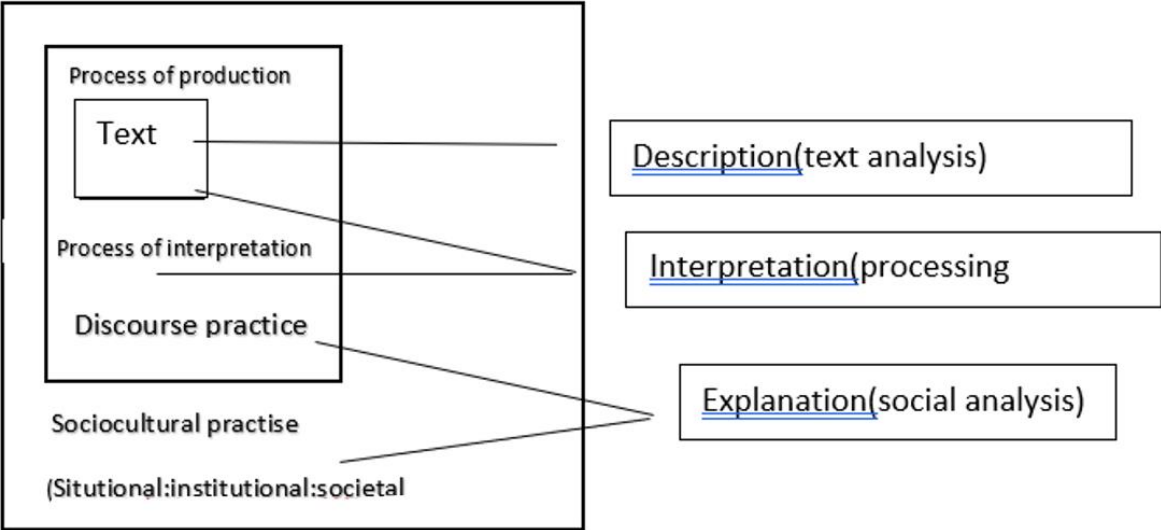 Process of production
Text
Process of interpretation
Discourse practice
Sociocultural practise
(Situtional:institutional:societal
Description(text analysis)
Interpretation(processing
Explanation(social analysis)